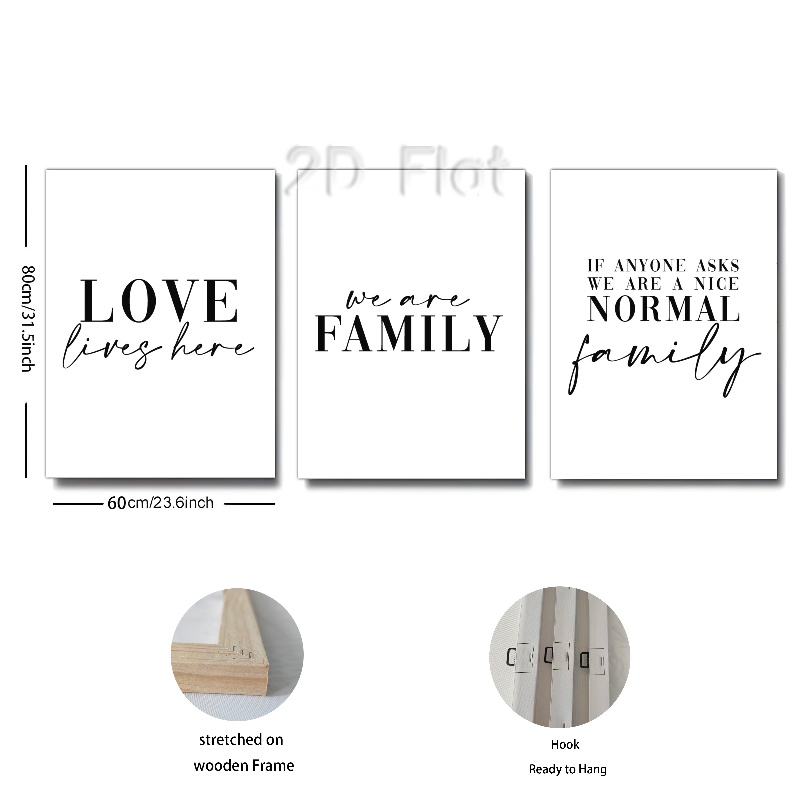 2D Flat
80cm/31.5inch
LOVE
lives here
we are
FAMILY
IF ANYONE ASKS
WE ARE A NICE
NORMAL
family
60cm/23.6inch
stretched on
wooden Frame
Hook
Ready to Hang